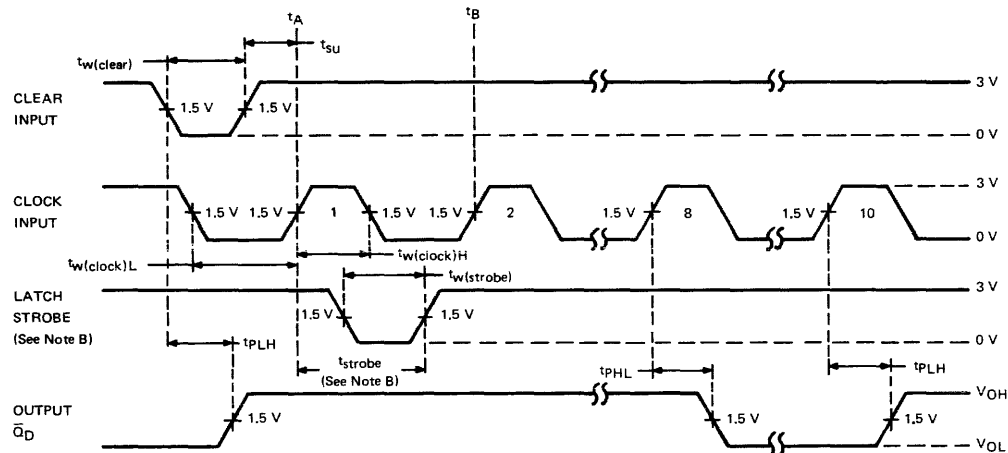 tA tB
tsu
tw(clear)
3 V
CLEAR INPUT
1.5 V 1.5 V
0 V
3 V
CLOCK INPUT
1.5 V 1.5 V 1 1.5 V 1.5 V 2 1.5 V 8 1.5 V 10
0 V
tw(clock)L tw(clock)H
tw(strobe)
3 V
LATCH STROBE (See Note B)
1.5 V 1.5 V
0 V
tPLH tstrobe (See Note B) tPHL tPLH
VOH
OUTPUT Q̅D
1.5 V 1.5 V 1.5 V
VOL